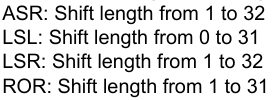 ASR: Shift length from 1 to 32
LSL: Shift length from 0 to 31
LSR: Shift length from 1 to 32
ROR: Shift length from 1 to 31